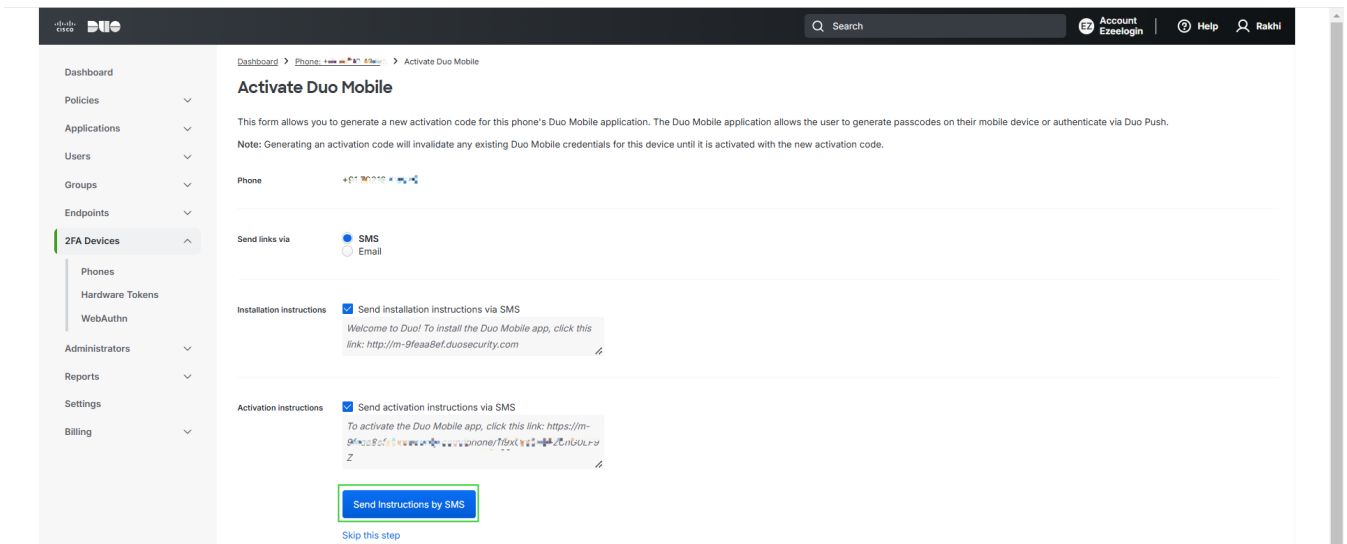 cisco DUO
Search
EZ Account Ezeelogin
Help
Rakhi
Dashboard
Policies
Applications
Users
Groups
Endpoints
2FA Devices
Phones
Hardware Tokens
WebAuthn
Administrators
Reports
Settings
Billing
Dashboard > Phone: > Activate Duo Mobile
Activate Duo Mobile
This form allows you to generate a new activation code for this phone's Duo Mobile application. The Duo Mobile application allows the user to generate passcodes on their mobile device or authenticate via Duo Push.
Note: Generating an activation code will invalidate any existing Duo Mobile credentials for this device until it is activated with the new activation code.
Phone
Send links via
SMS
Email
Installation instructions
Send installation instructions via SMS
Welcome to Duo! To install the Duo Mobile app, click this
link: http://m-9feaa8ef.duosecurity.com
Activation instructions
Send activation instructions via SMS
To activate the Duo Mobile app, click this link: https://m-
Z
Send Instructions by SMS
Skip this step